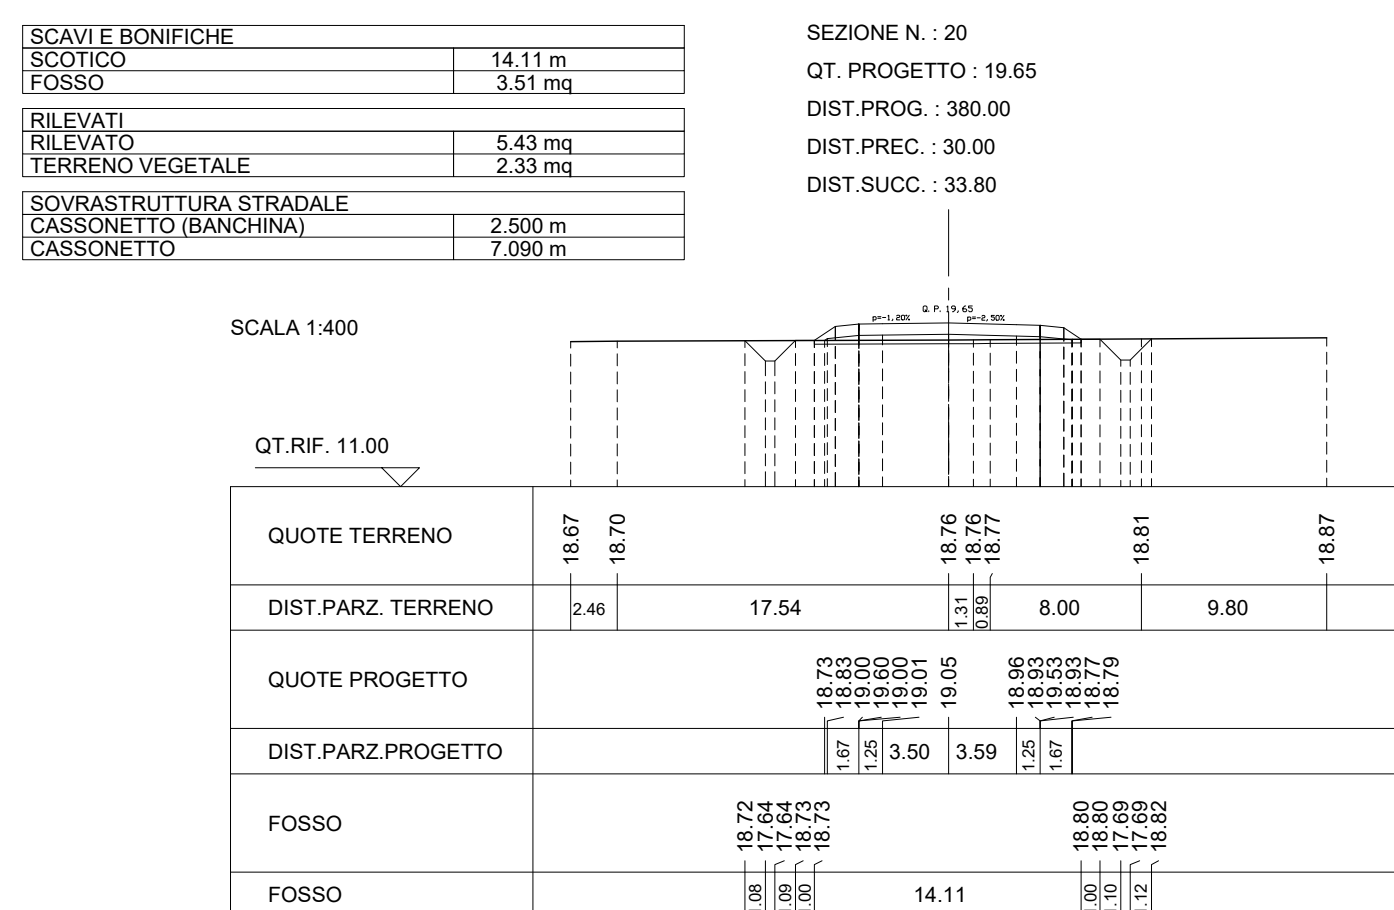 SCAVI E BONIFICHE
SCOTICO 14.11 m
FOSSO 3.51 mq
RILEVATI
RILEVATO 5.43 mq
TERRENO VEGETALE 2.33 mq
SOVRASTRUTTURA STRADALE
CASSONETTO (BANCHINA) 2.500 m
CASSONETTO 7.090 m
SEZIONE N. : 20
QT. PROGETTO : 19.65
DIST.PROG. : 380.00
DIST.PREC. : 30.00
DIST.SUCC. : 33.80
SCALA 1:400
Q. P. 19,65
p=-1,20% p=-2,50%
QT.RIF. 11.00
QUOTE TERRENO 18.67 18.70 18.76 18.76 18.77 18.81 18.87
DIST.PARZ. TERRENO 2.46 17.54 1.31 0.89 8.00 9.80
QUOTE PROGETTO 18.73 18.83 19.00 19.60 19.00 19.01 19.05 18.96 18.93 19.53 18.93 18.77 18.79
DIST.PARZ.PROGETTO 1.67 1.25 3.50 3.59 1.25 1.67
FOSSO 18.72 17.64 17.64 18.73 18.73 18.80 18.80 17.69 17.69 18.82
FOSSO .08 .09 .00 14.11 .00 .10 .12